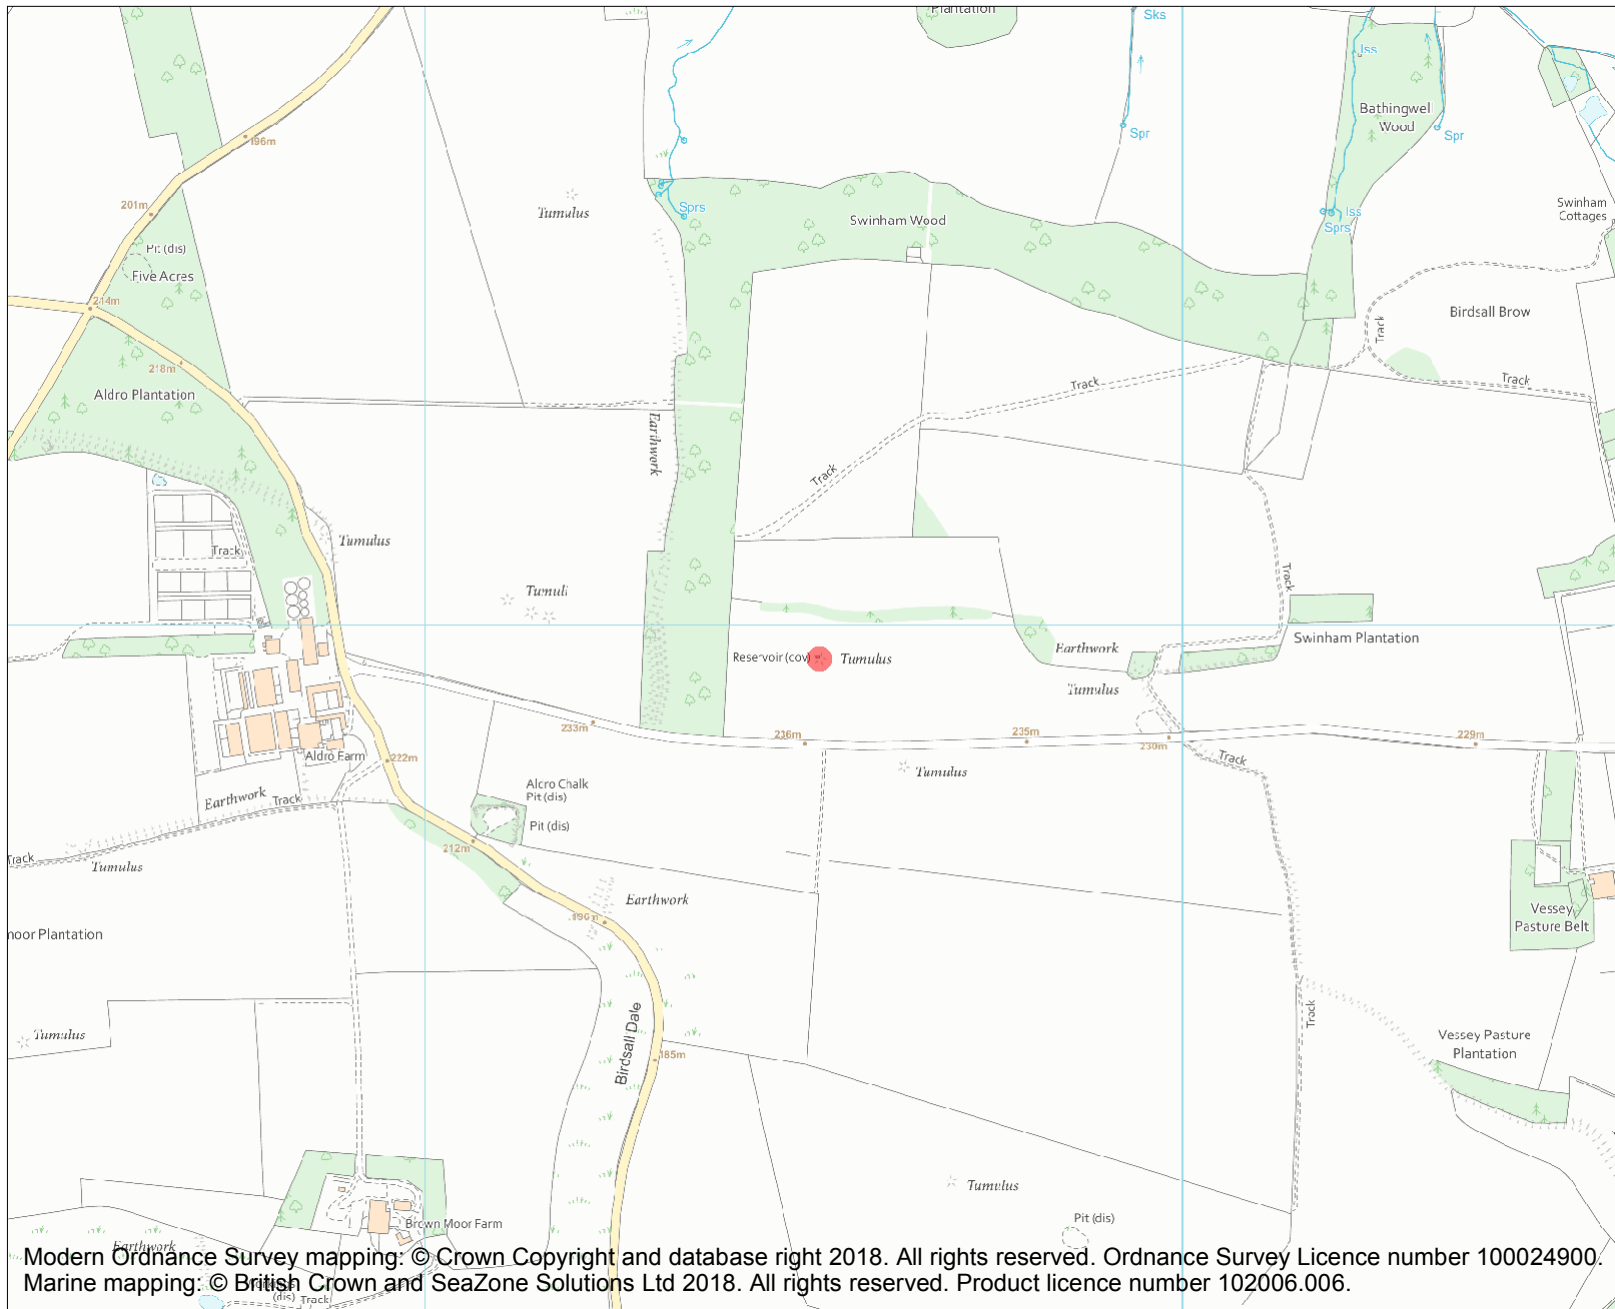 Plantation
Sks
Iss
Bathingwel
Wood
Spr
Spr
196m
201m
Tumulus
Sprs
Swinham Wood
Iss
Sprs
Swinham
Cottages
Pit (dis)
Five Acres
214m
Birdsall Brow
Track
218m
Aldro Plantation
Track
Track
Earthwork
Track
Tumulus
Track
Tumuli
Track
Swinham Plantation
Earthwork
Reservoir (cov)
Tumulus
Tumulus
233m
236m
235m
230m
229m
Aldro Farm
222m
Tumulus
Track
Alcro Chalk
Pit (dis)
Pit (dis)
Earthwork
Track
212m
Track
Tumulus
Earthwork
190m
Vessey
Pasture Belt
noor Plantation
Track
Tumulus
Birdsall Dale
185m
Vessey Pasture
Plantation
Tumulus
Pit (dis)
Brown Moor Farm
Earthwork
Modern Ordnance Survey mapping: © Crown Copyright and database right 2018. All rights reserved. Ordnance Survey Licence number 100024900.
Marine mapping: © British Crown and SeaZone Solutions Ltd 2018. All rights reserved. Product licence number 102006.006.
(dis)
Track